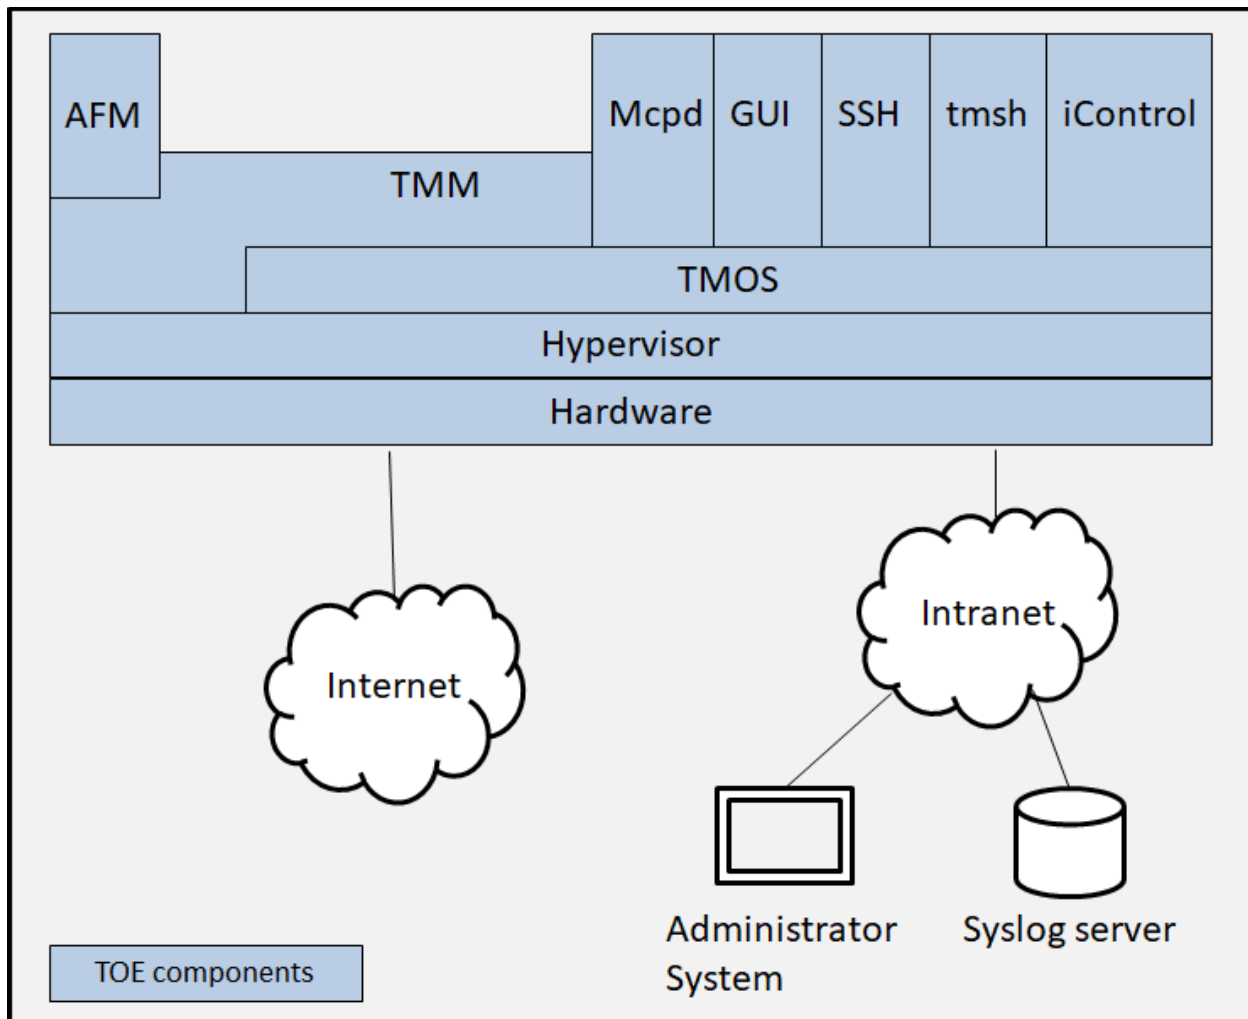 AFM
Mcpd
GUI
SSH
tmsh
iControl
TMM
TMOS
Hypervisor
Hardware
Internet
Intranet
Administrator
System
Syslog server
TOE components